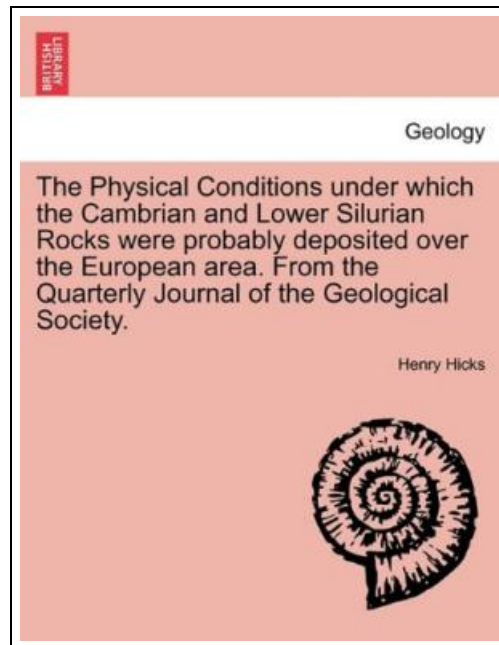 BRITISH
LIBRARY
Geology
The Physical Conditions under which
the Cambrian and Lower Silurian
Rocks were probably deposited over
the European area. From the
Quarterly Journal of the Geological
Society.
Henry Hicks